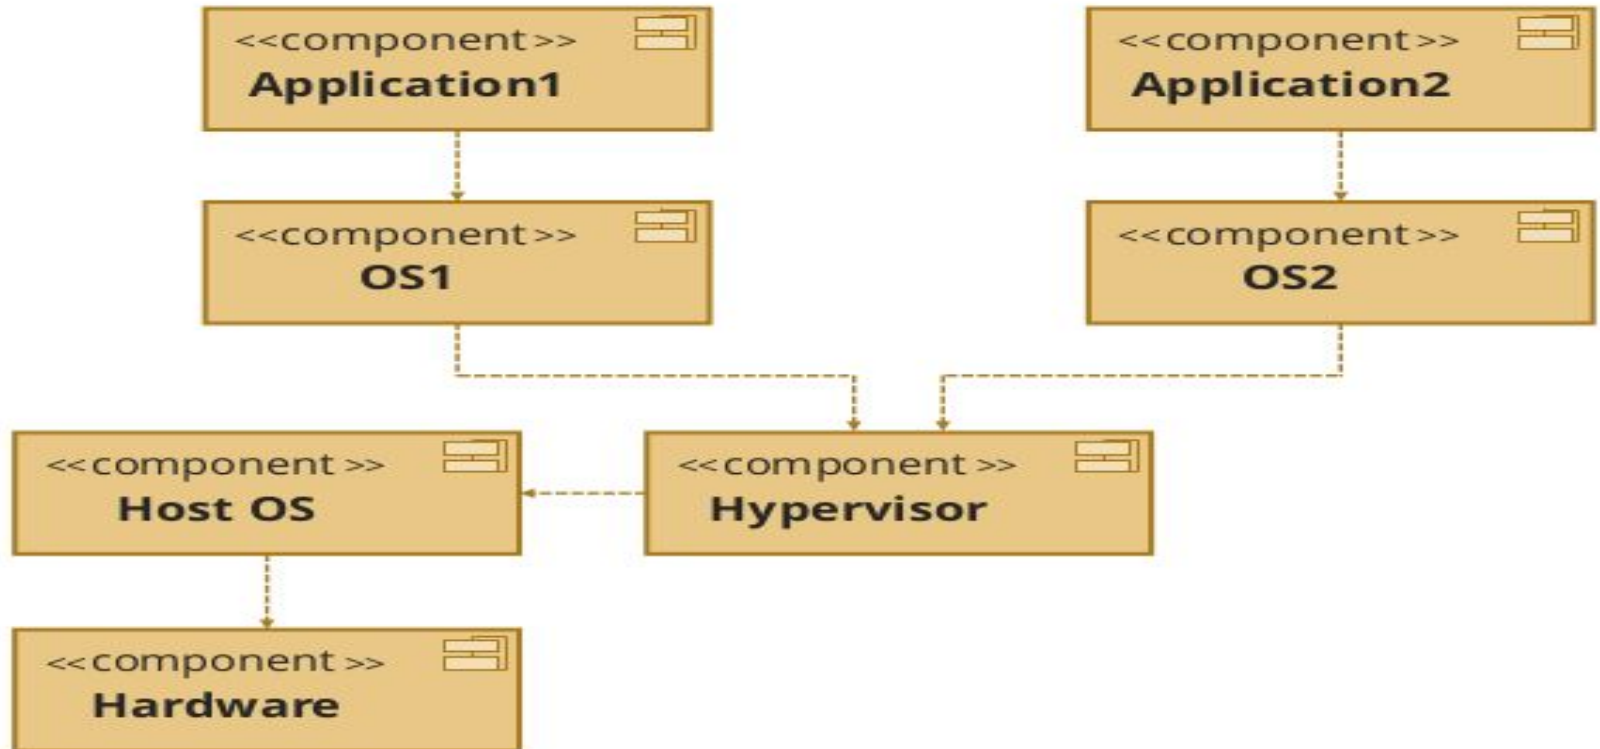 <<component>>
Application1
<<component>>
Application2
<<component>>
OS1
<<component>>
OS2
<<component >>
Host OS
<<component >>
Hypervisor
<<component >>
Hardware